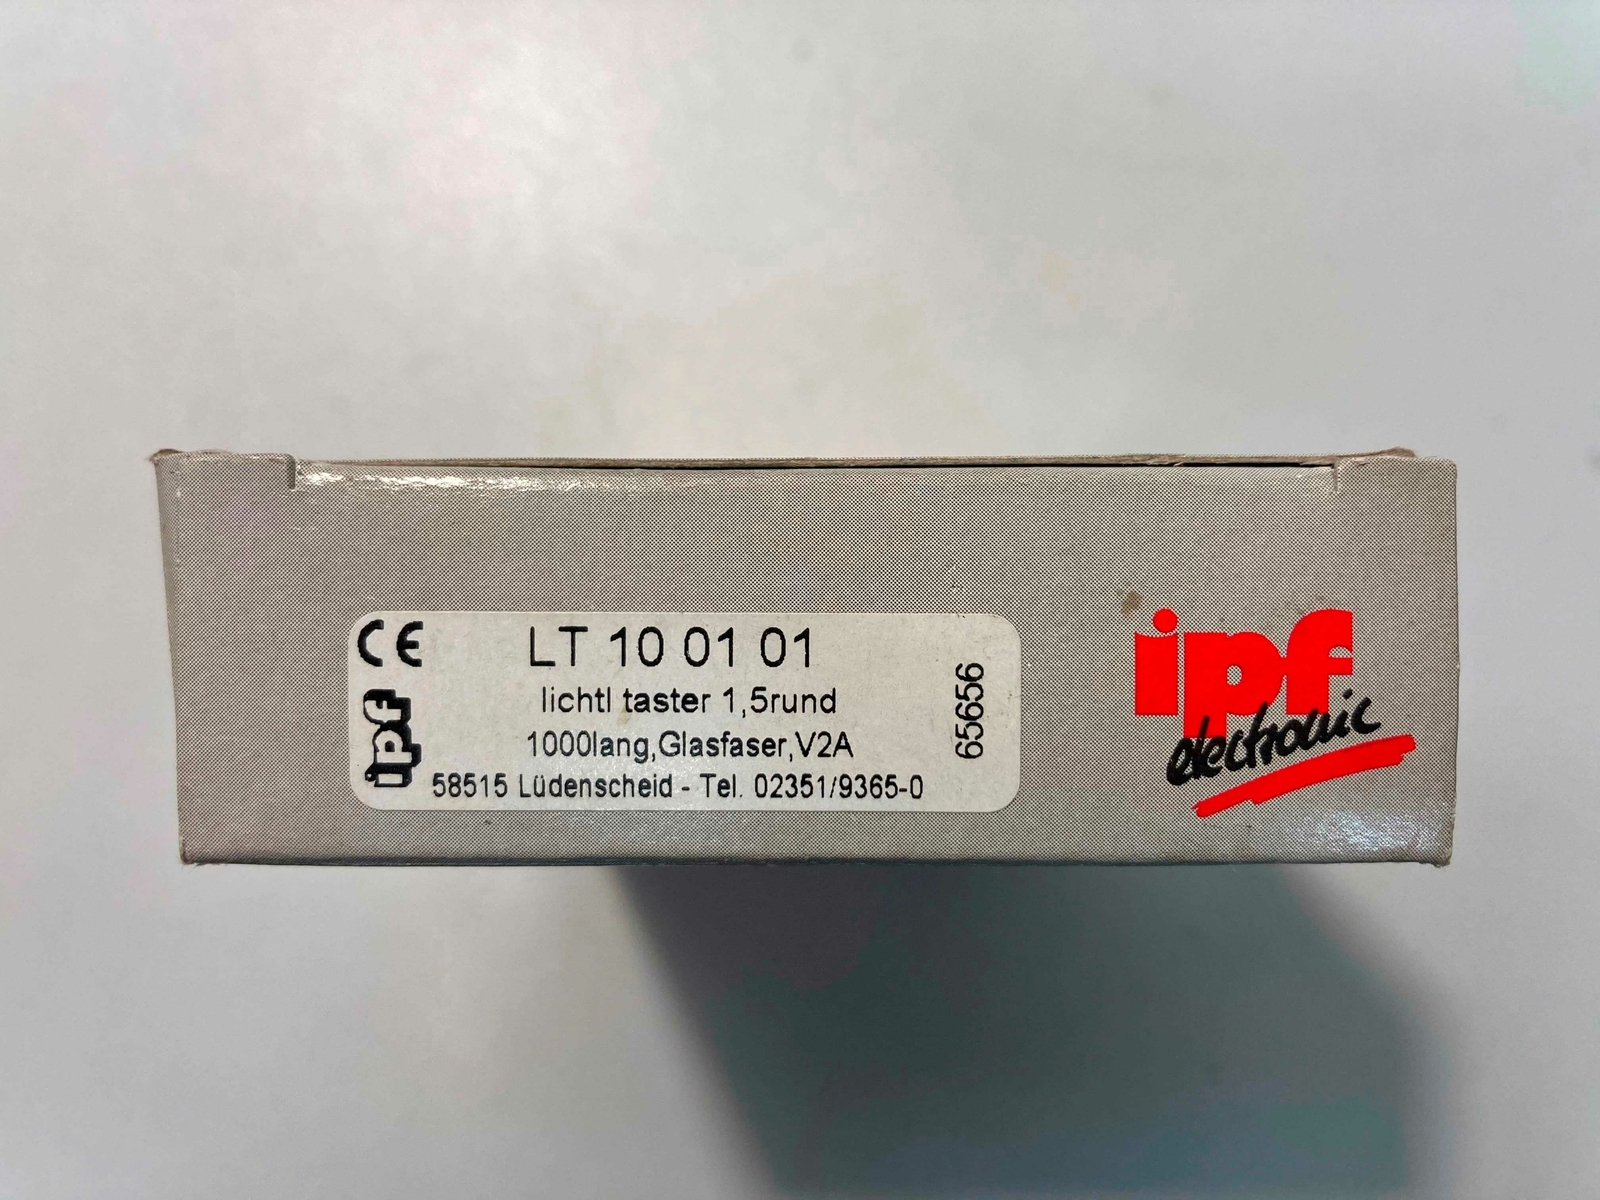 CE
LT 10 01 01
lichtl taster 1,5rund
1000lang,Glasfaser,V2A
58515 Lüdenscheid - Tel. 02351/9365-0
ipf
65656
ipf
electronic